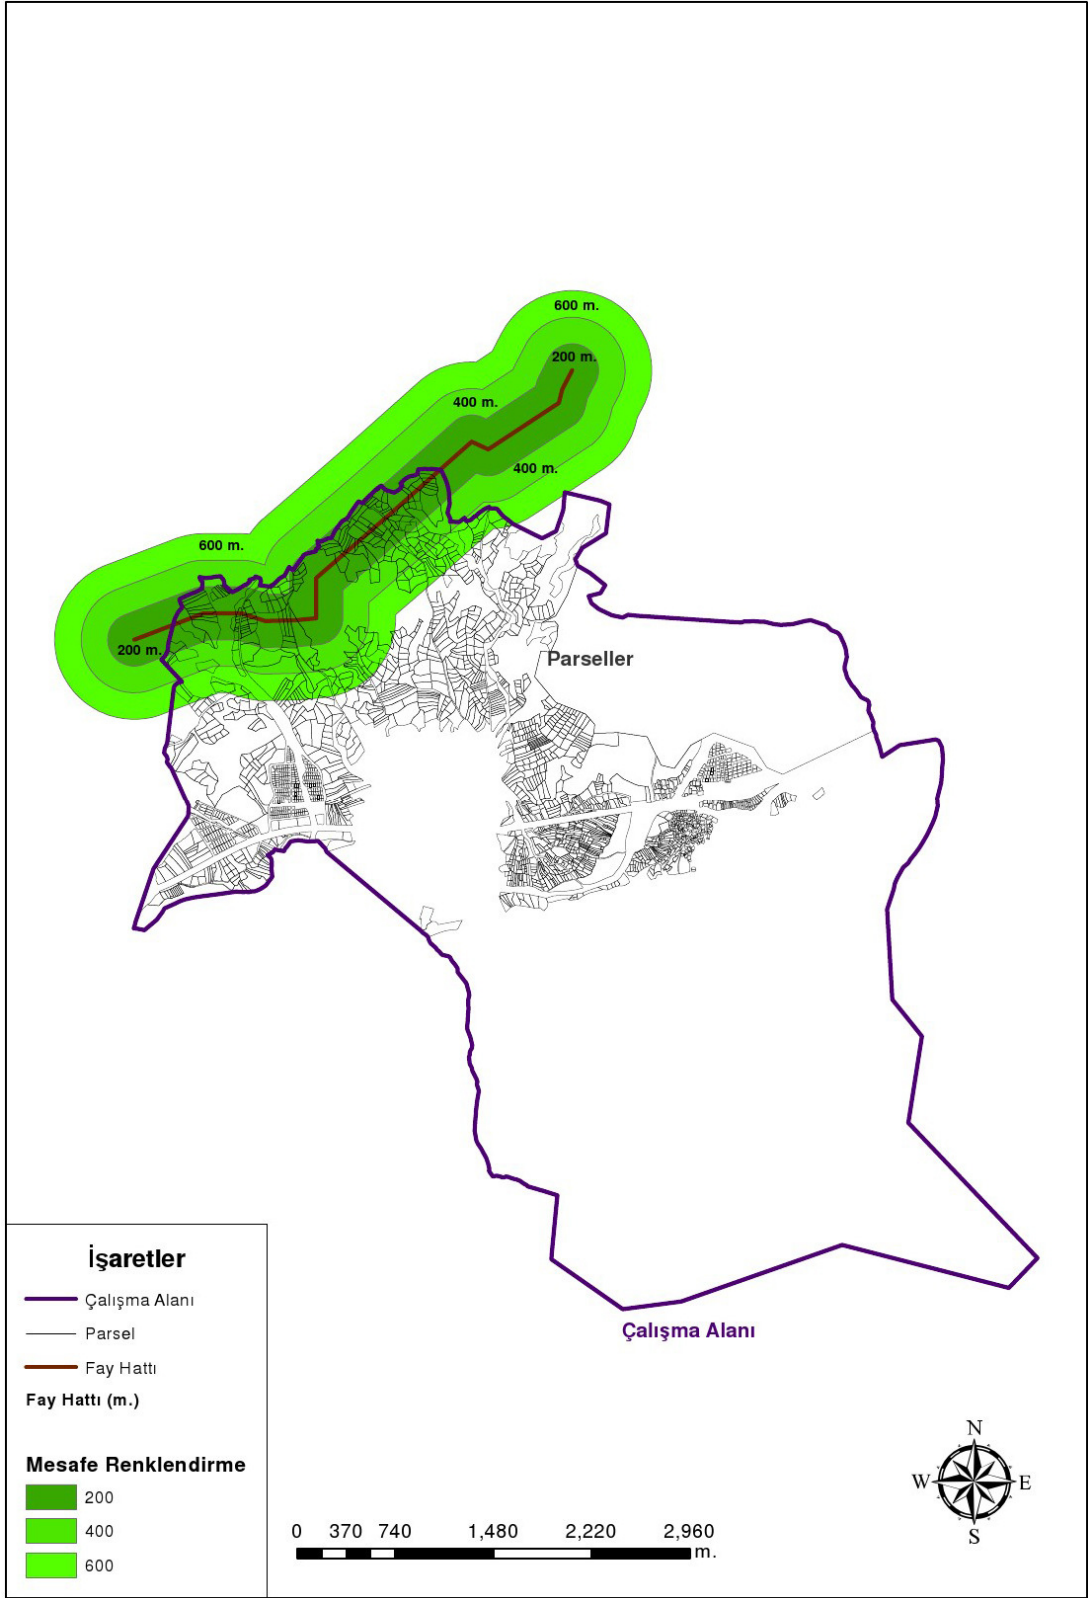 600 m.
200 m.
400 m.
400 m.
600 m.
200 m.
Parseller
Çalışma Alanı
İşaretler
Çalışma Alanı
Parsel
Fay Hattı
Fay Hattı (m.)
Mesafe Renklendirme
200
400
600
0 370 740 1,480 2,220 2,960
m.
N
W E
S